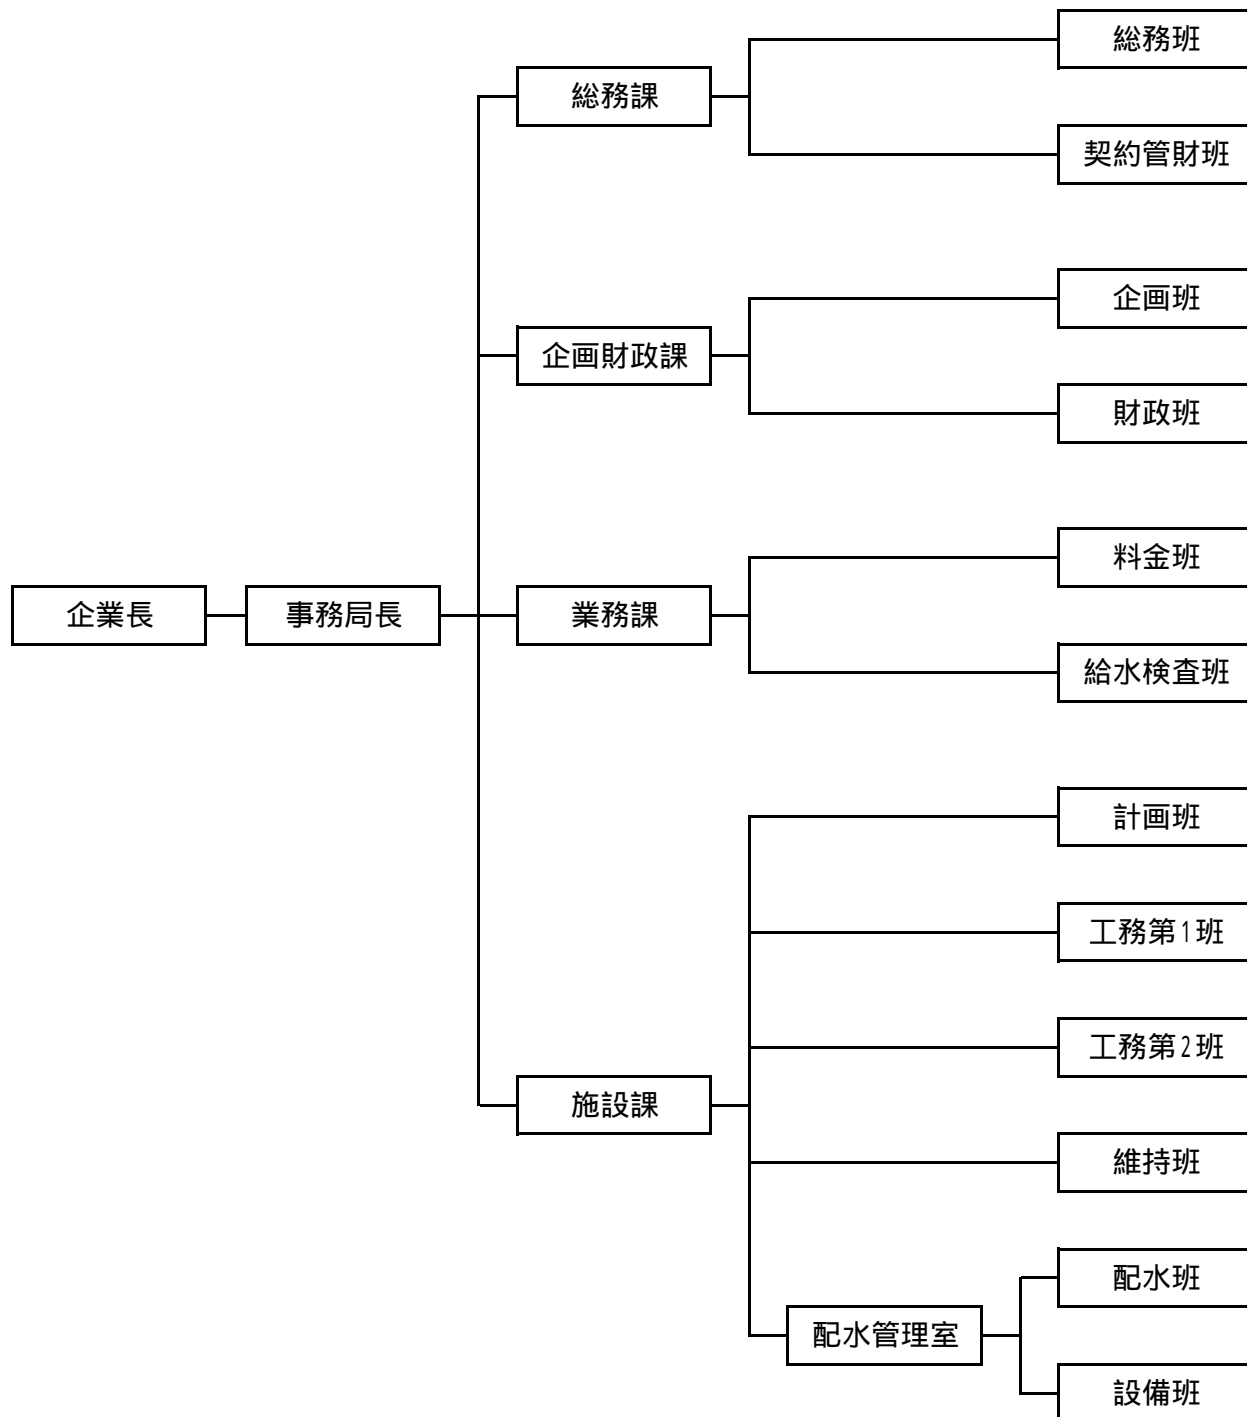 総務班
総務課
契約管財班
企画班
企画財政課
財政班
料金班
企業長
事務局長
業務課
給水検査班
計画班
工務第1班
工務第2班
施設課
維持班
配水班
配水管理室
設備班